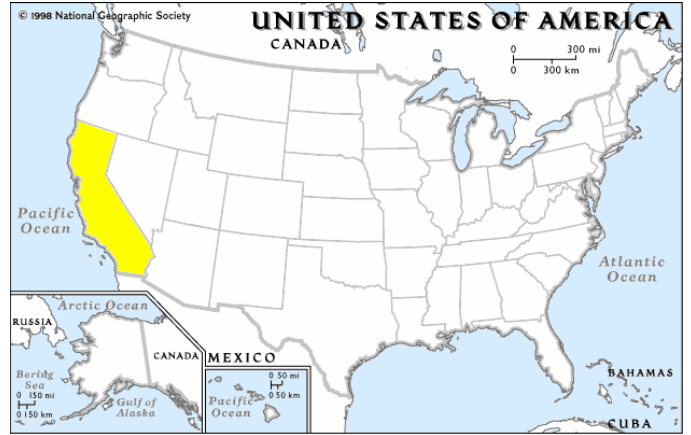 © 1998 National Geographic Society
UNITED STATES OF AMERICA
CANADA
0 300 mi
0 300 km
Pacific
Ocean
Atlantic
Ocean
Arctic Ocean
RUSSIA
CANADA
MEXICO
Bering
Sea
0 150 mi
0 150 km
Gulf of
Alaska
0 50 mi
0 50 km
Pacific
Ocean
BAHAMAS
CUBA